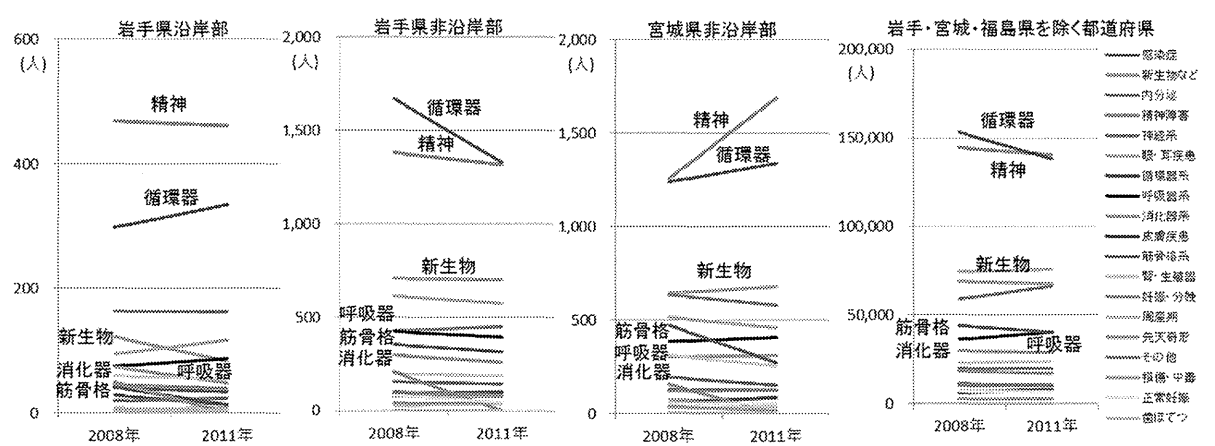 岩手県沿岸部
600
(人)
400
200
0
精神
循環器
新生物
消化器
筋骨格
呼吸器
2008年 2011年
岩手県非沿岸部
2,000
(人)
1,500
1,000
500
0
循環器
精神
新生物
呼吸器
筋骨格
消化器
2008年 2011年
宮城県非沿岸部
2,000
(人)
1,500
1,000
500
0
精神
循環器
新生物
筋骨格
呼吸器
消化器
2008年 2011年
岩手・宮城・福島県を除く都道府県
200,000
(人)
150,000
100,000
50,000
0
循環器
精神
新生物
筋骨格
消化器
呼吸器
2008年 2011年
感染症
新生物など
内分泌
精神障害
神経系
眼・耳疾患
循環器系
呼吸器系
消化器系
皮膚疾患
筋骨格系
腎・生殖器
妊娠・分娩
周産期
先天奇形
その他
損傷・中毒
正常妊娠
歯ほてつ